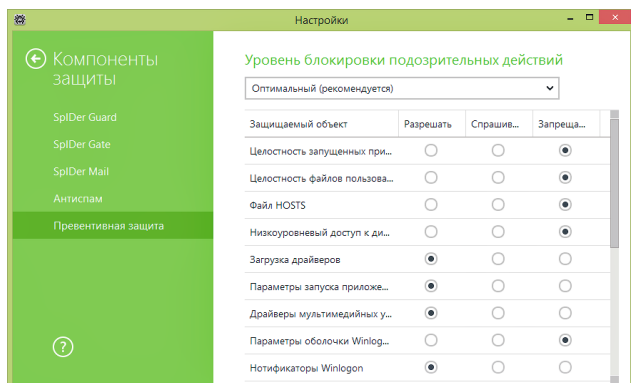 Настройки
Компоненты
защиты
SpIDer Guard
SpIDer Gate
SpIDer Mail
Антиспам
Превентивная защита
?
Уровень блокировки подозрительных действий
Оптимальный (рекомендуется)
Защищаемый объект Разрешать Спрашив... Запреща...
Целостность запущенных при...
Целостность файлов пользова...
Файл HOSTS
Низкоуровневый доступ к ди...
Загрузка драйверов
Параметры запуска приложе...
Драйверы мультимедийных у...
Параметры оболочки Winlog...
Нотификаторы Winlogon